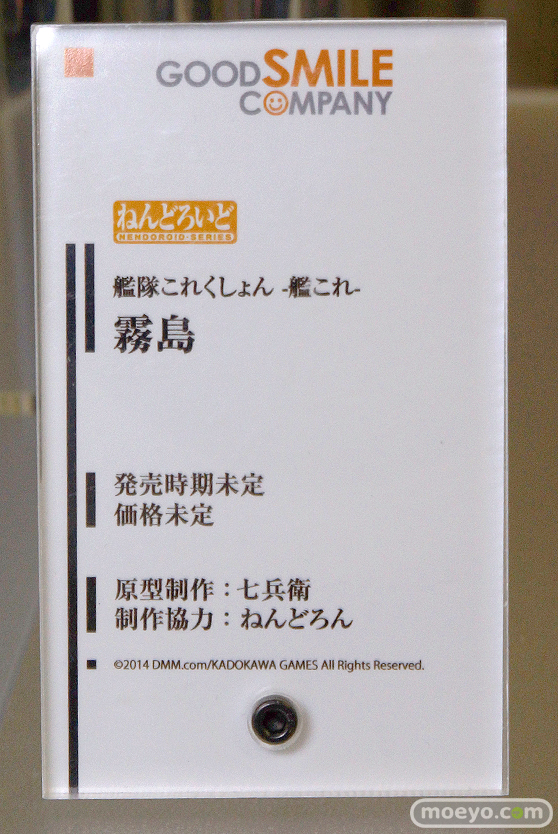 GOOD SMILE
COMPANY
ねんどろいど
NENDOROID-SERIES
艦隊これくしょん -艦これ-
霧島
発売時期未定
価格未定
原型制作：七兵衛
制作協力：ねんどろん
©2014 DMM.com/KADOKAWA GAMES All Rights Reserved.
moeyo.com